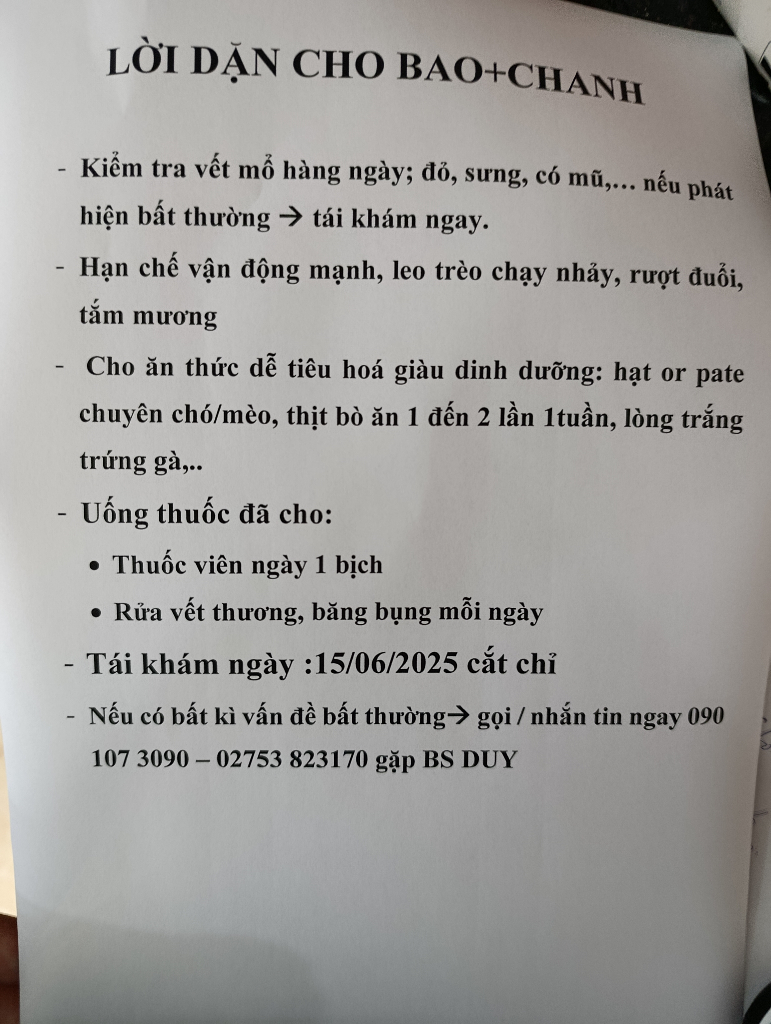 LỜI DẶN CHO BAO+CHANH
- Kiểm tra vết mổ hàng ngày; đỏ, sưng, có mũ,... nếu phát
hiện bất thường → tái khám ngay.
- Hạn chế vận động mạnh, leo trèo chạy nhảy, rượt đuổi,
tắm mương
- Cho ăn thức dễ tiêu hoá giàu dinh dưỡng: hạt or pate
chuyên chó/mèo, thịt bò ăn 1 đến 2 lần 1tuần, lòng trắng
trứng gà,..
- Uống thuốc đã cho:
• Thuốc viên ngày 1 bịch
• Rửa vết thương, băng bụng mỗi ngày
- Tái khám ngày :15/06/2025 cắt chỉ
- Nếu có bất kì vấn đề bất thường→ gọi / nhắn tin ngay 090
107 3090 – 02753 823170 gặp BS DUY